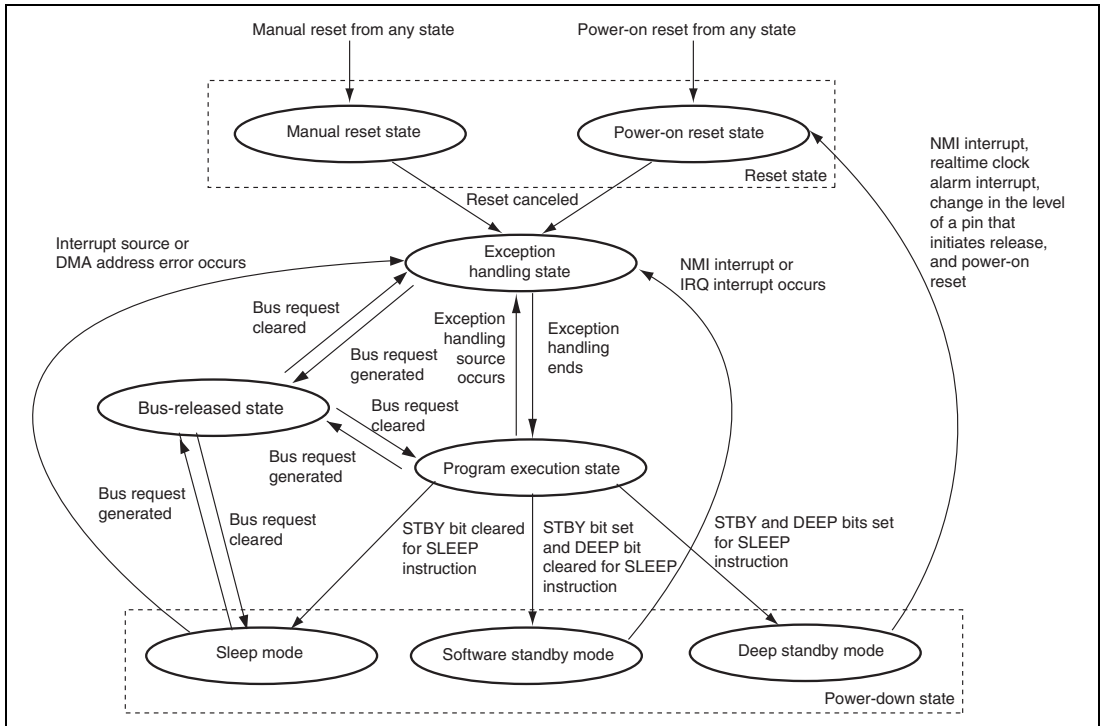 Manual reset from any state
Power-on reset from any state
Manual reset state
Power-on reset state
Reset state
NMI interrupt,
realtime clock
alarm interrupt,
change in the level
of a pin that
initiates release,
and power-on
reset
Reset canceled
Interrupt source or
DMA address error occurs
Exception
handling state
NMI interrupt or
IRQ interrupt occurs
Bus request
cleared
Bus request
generated
Exception
handling
source
occurs
Exception
handling
ends
Bus-released state
Bus request
cleared
Bus request
generated
Program execution state
Bus request
generated
Bus request
cleared
STBY bit cleared
for SLEEP
instruction
STBY bit set
and DEEP bit
cleared for SLEEP
instruction
STBY and DEEP bits set
for SLEEP
instruction
Sleep mode
Software standby mode
Deep standby mode
Power-down state